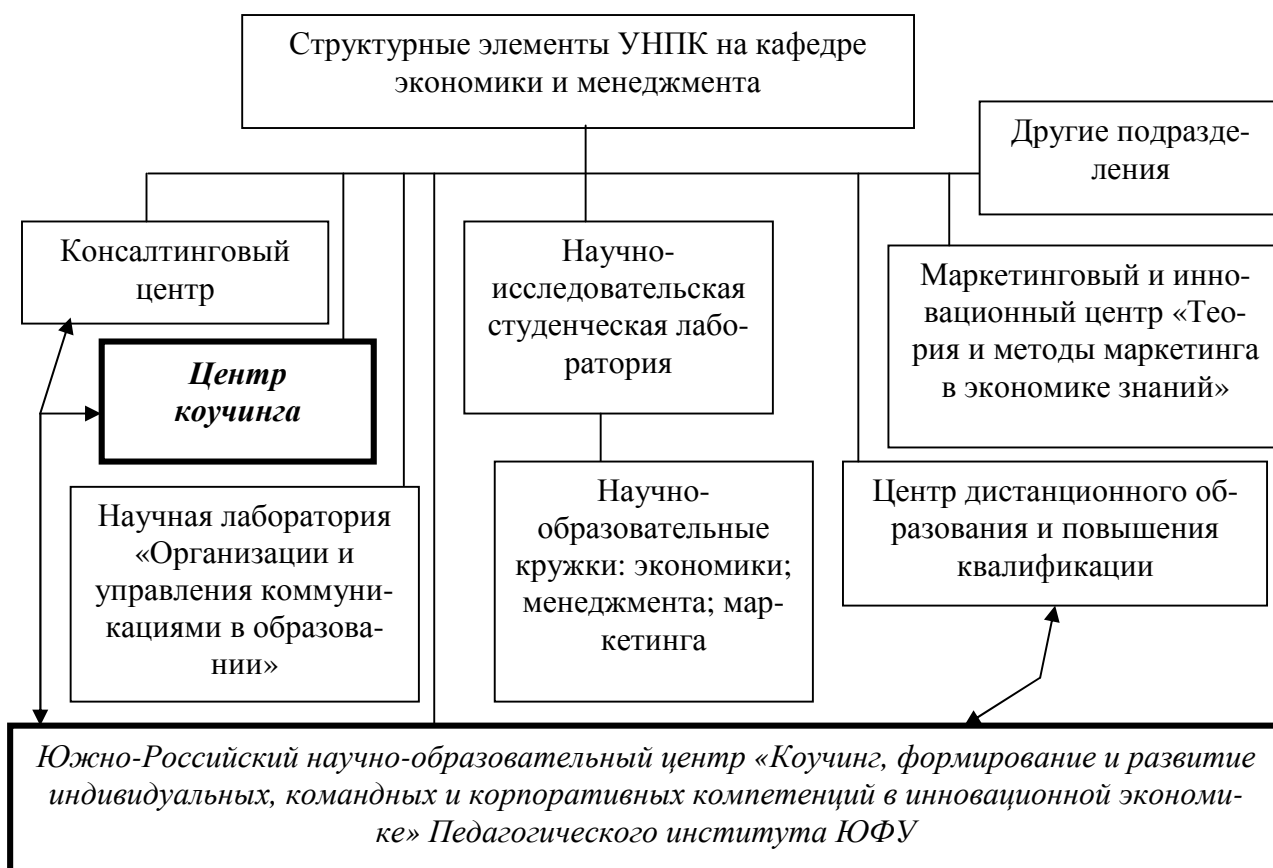 Структурные элементы УНПК на кафедре
экономики и менеджмента
Другие подразде-
ления
Консалтинговый
центр
Научно-
исследовательская
студенческая лабо-
ратория
Маркетинговый и инно-
вационный центр «Тео-
рия и методы маркетинга
в экономике знаний»
Центр
коучинга
Научная лаборатория
«Организации и
управления коммуни-
кациями в образова-
нии»
Научно-
образовательные
кружки: экономики;
менеджмента; мар-
кетинга
Центр дистанционного об-
разования и повышения
квалификации
Южно-Российский научно-образовательный центр «Коучинг, формирование и развитие
индивидуальных, командных и корпоративных компетенций в инновационной экономи-
ке» Педагогического института ЮФУ